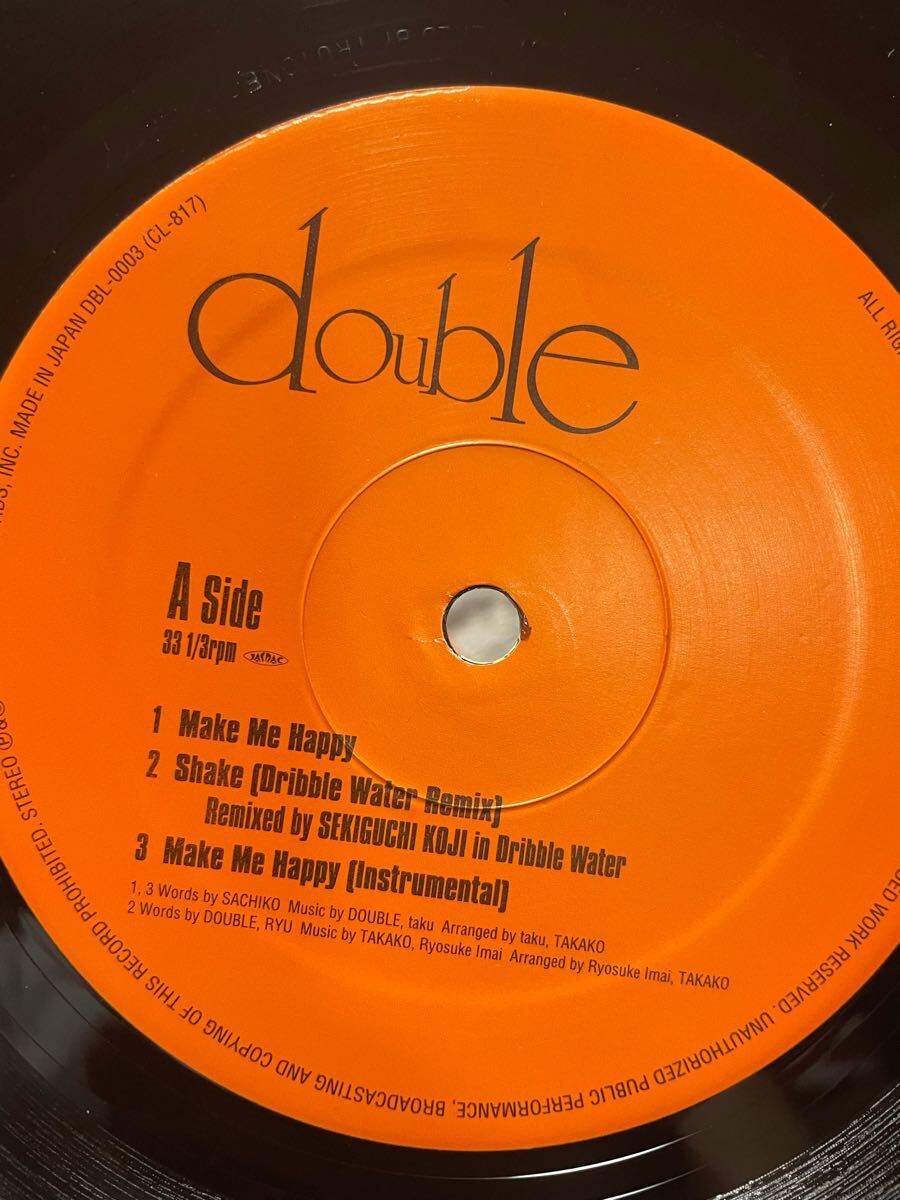 double
A Side
33 1/3rpm JASRAC
1 Make Me Happy
2 Shake (Dribble Water Remix)
Remixed by SEKIGUCHI KOJI in Dribble Water
3 Make Me Happy (Instrumental)
1, 3 Words by SACHIKO Music by DOUBLE, taku Arranged by taku, TAKAKO
2 Words by DOUBLE, RYU Music by TAKAKO, Ryosuke Imai Arranged by Ryosuke Imai, TAKAKO
INC. MADE IN JAPAN DBL-0003 (CL-817)
ALL
WORK RESERVED. UNAUTHORIZED PUBLIC PERFORMANCE, BROADCASTING AND COPYING OF THIS RECORD PROHIBITED. STEREO Ⓟ&©